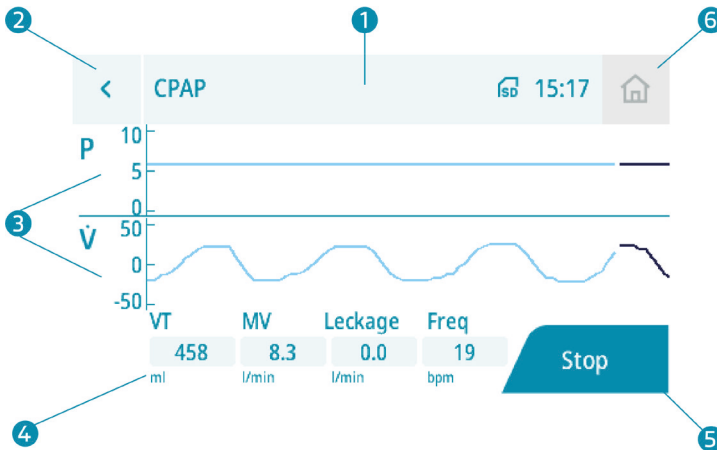 2 1 6
< CPAP SD 15:17
P 10
5
0
3
V̇ 50
0
-50
VT MV Leckage Freq
458 8.3 0.0 19
ml l/min l/min bpm
Stop
4 5